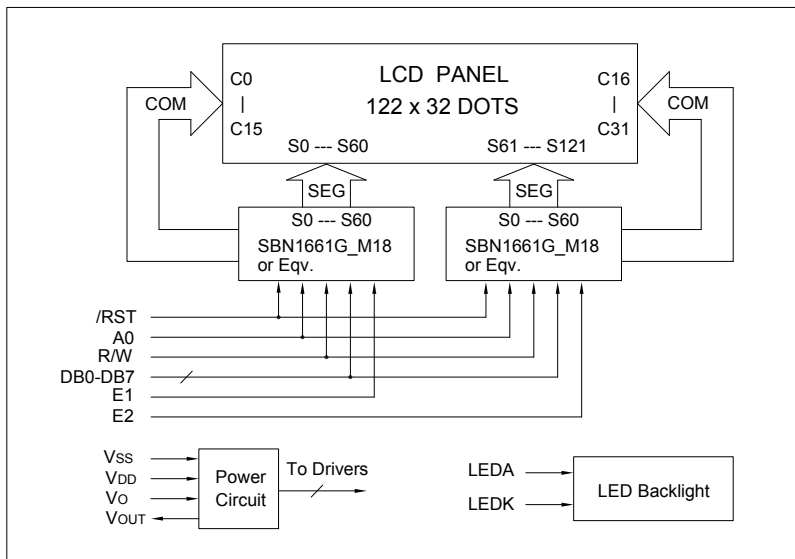 LCD PANEL
122 x 32 DOTS
C0
|
C15
C16
|
C31
COM
COM
S0 --- S60
S61 --- S121
SEG
SEG
S0 --- S60
SBN1661G_M18
or Eqv.
S0 --- S60
SBN1661G_M18
or Eqv.
/RST
A0
R/W
DB0-DB7
E1
E2
VSS
VDD
VO
VOUT
Power
Circuit
To Drivers
LEDA
LEDK
LED Backlight